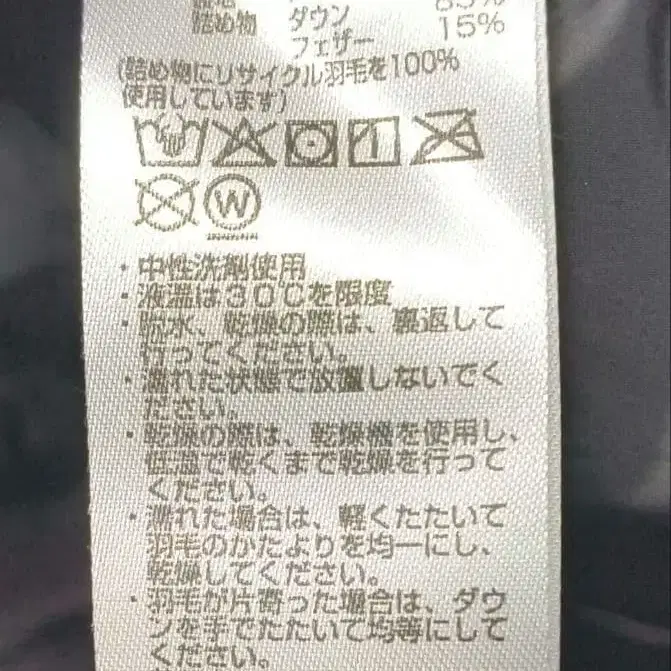 詰め物 ダウン 85%
フェザー 15%
(詰め物にリサイクル羽毛を100%
使用しています)
W
・中性洗剤使用
・液温は30℃を限度
・脱水、乾燥の際は、裏返して
行ってください。
・濡れた状態で放置しないでく
ださい。
・乾燥の際は、乾燥機を使用し、
低温で乾くまで乾燥を行って
ください。
・濡れた場合は、軽くたたいて
羽毛のかたよりを均一にし、
乾燥してください。
・羽毛が片寄った場合は、ダウ
ンを手でたたいて均等にして
ください。